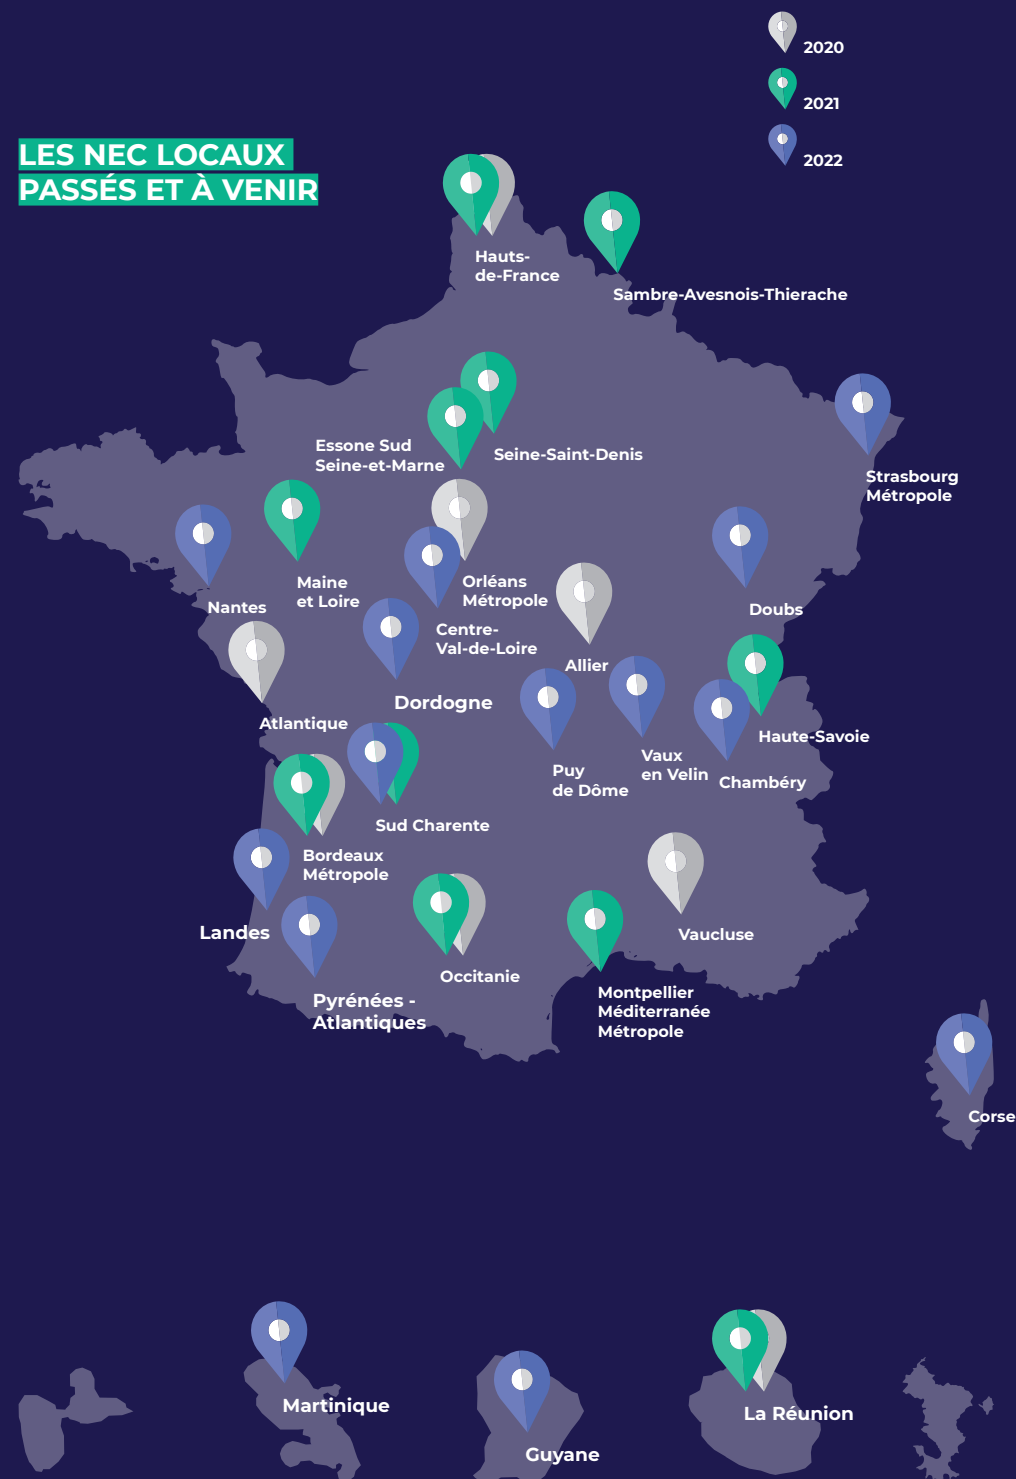 2020
2021
2022
LES NEC LOCAUX
PASSÉS ET À VENIR
Hauts-
de-France
Sambre-Avesnois-Thierache
Essone Sud
Seine-et-Marne
Seine-Saint-Denis
Strasbourg
Métropole
Maine
et Loire
Nantes
Orléans
Métropole
Doubs
Centre-
Val-de-Loire
Allier
Dordogne
Atlantique
Haute-Savoie
Vaux
en Velin
Puy
de Dôme
Chambéry
Sud Charente
Bordeaux
Métropole
Landes
Vaucluse
Occitanie
Pyrénées -
Atlantiques
Montpellier
Méditerranée
Métropole
Corse
Martinique
La Réunion
Guyane